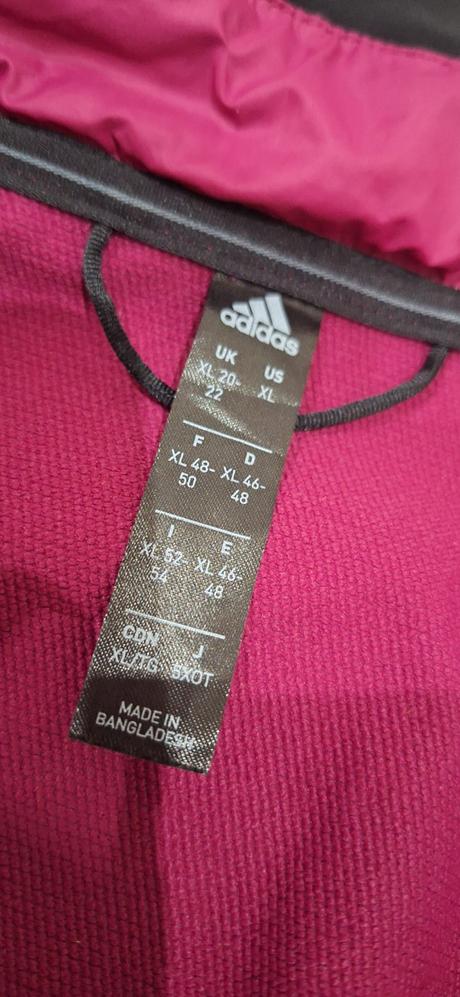 adidas
UK US
XL 20- XL
22
F D
XL 48- XL 46-
50 48
I E
XL 52- XL 46-
54 48
CDN J
XL/TG 5XOT
MADE IN
BANGLADESH